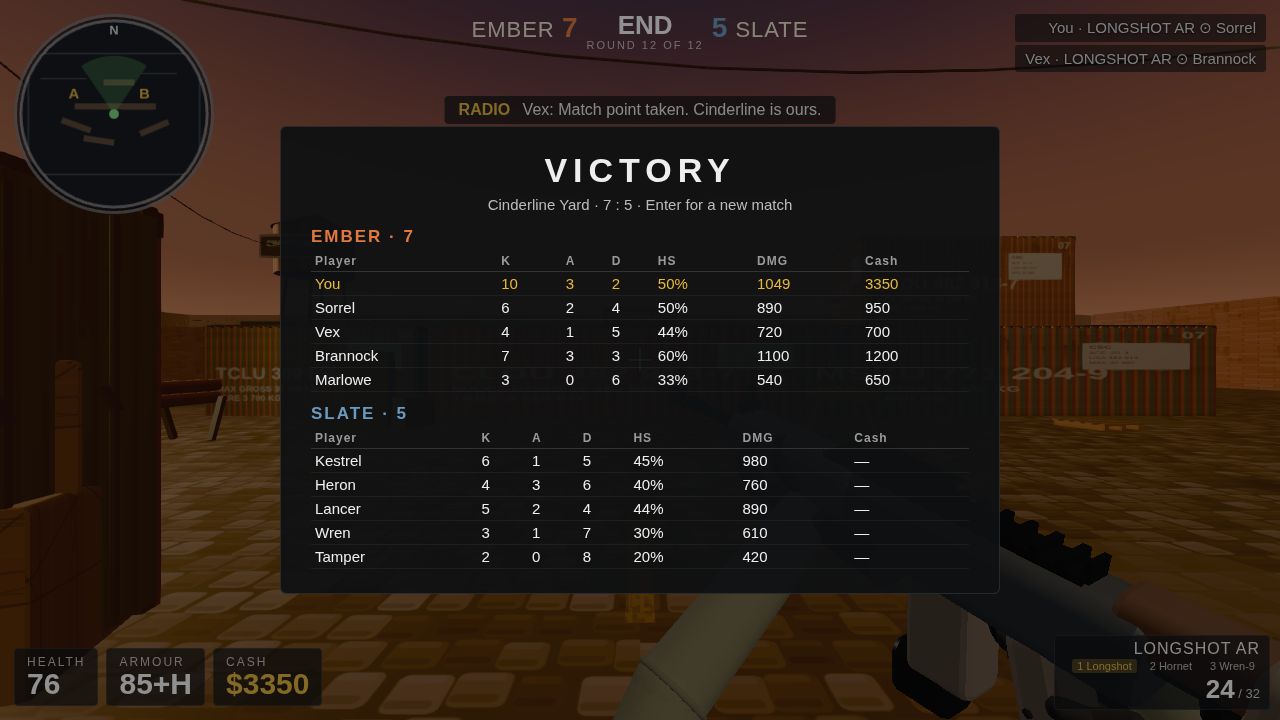 N
A B
EMBER 7 END 5 SLATE
ROUND 12 OF 12
You · LONGSHOT AR ⊙ Sorrel
Vex · LONGSHOT AR ⊙ Brannock
RADIO Vex: Match point taken. Cinderline is ours.
VICTORY
Cinderline Yard · 7 : 5 · Enter for a new match
EMBER · 7
Player K A D HS DMG Cash
You 10 3 2 50% 1049 3350
Sorrel 6 2 4 50% 890 950
Vex 4 1 5 44% 720 700
Brannock 7 3 3 60% 1100 1200
Marlowe 3 0 6 33% 540 650
SLATE · 5
Player K A D HS DMG Cash
Kestrel 6 1 5 45% 980 —
Heron 4 3 6 40% 760 —
Lancer 5 2 4 44% 890 —
Wren 3 1 7 30% 610 —
Tamper 2 0 8 20% 420 —
07
07
TCLU 3
204-9
HEALTH
76
ARMOUR
85+H
CASH
$3350
LONGSHOT AR
1 Longshot 2 Hornet 3 Wren-9
24 / 32